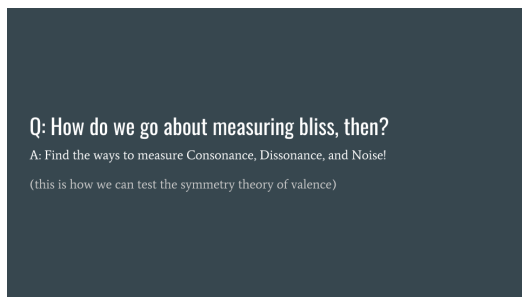 Q: How do we go about measuring bliss, then?
A: Find the ways to measure Consonance, Dissonance, and Noise!
(this is how we can test the symmetry theory of valence)